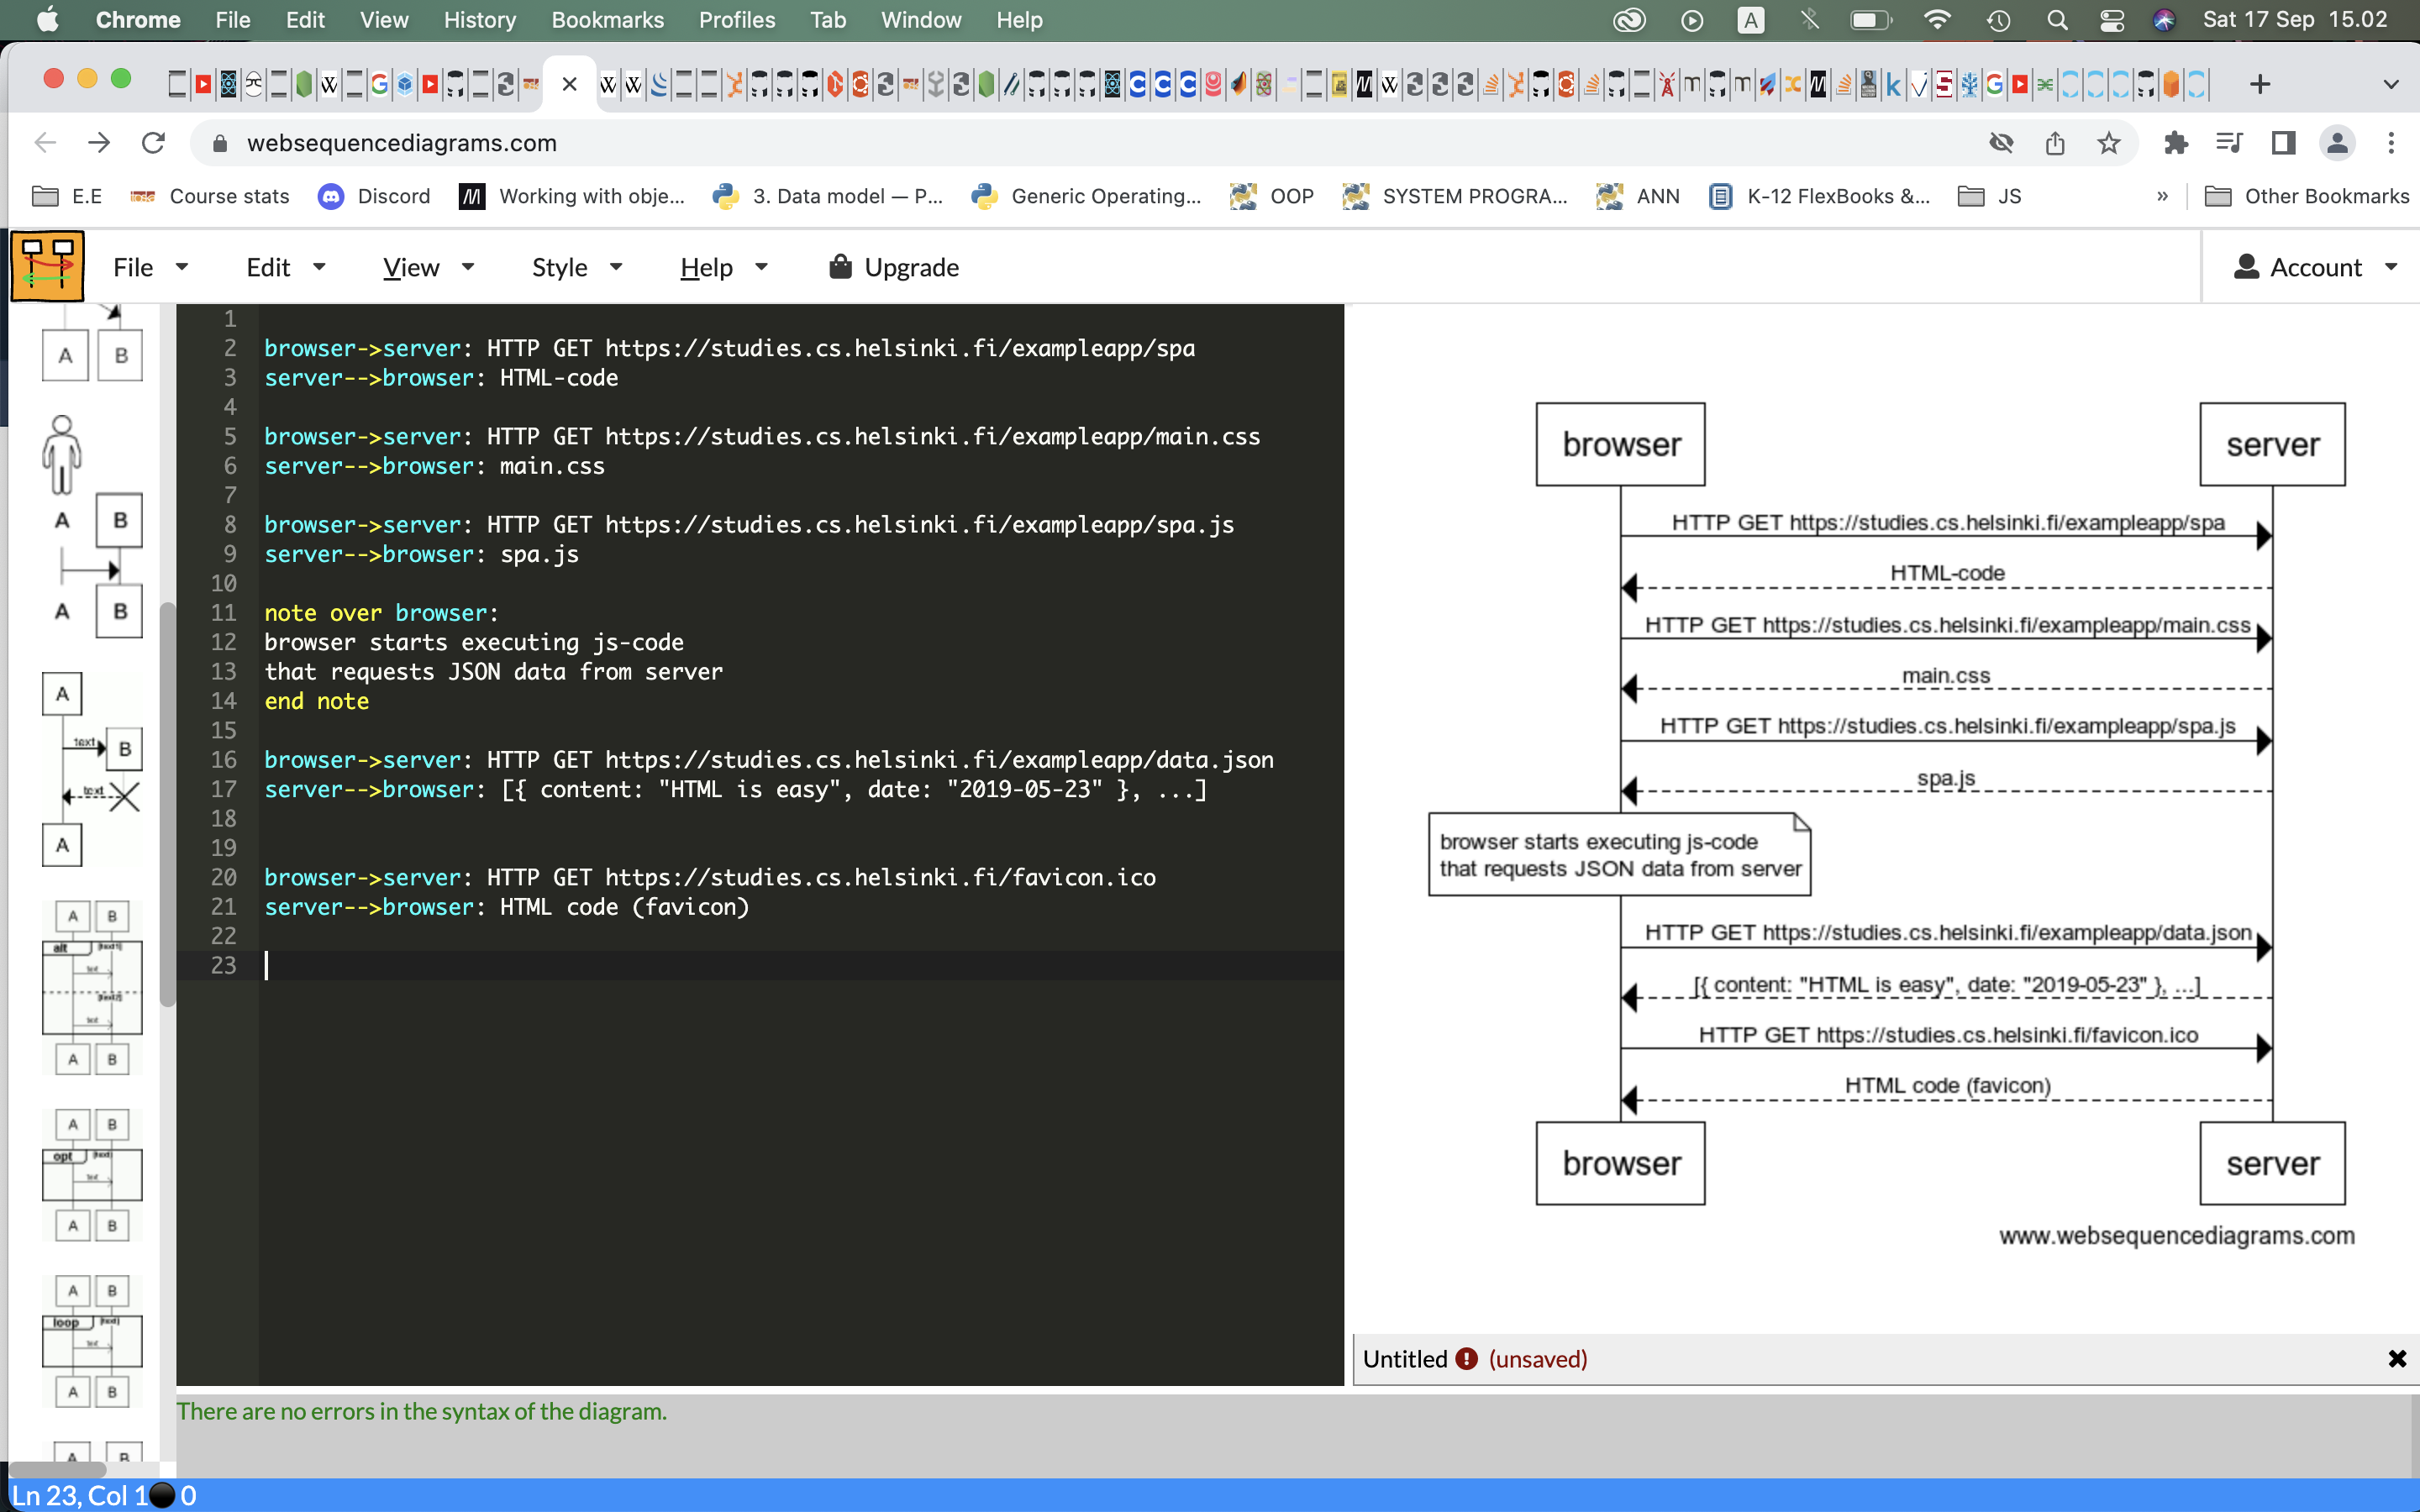 Chrome File Edit View History Bookmarks Profiles Tab Window Help
A
Sat 17 Sep 15.02
websequencediagrams.com
E.E Course stats Discord Working with obje... 3. Data model — P... Generic Operating... OOP SYSTEM PROGRA... ANN K-12 FlexBooks &... JS » Other Bookmarks
File Edit View Style Help Upgrade Account
A B
A B
A B
A
text B
text
A
A B
alt
text
text
A B
A B
opt
text
A B
A B
loop
text
A B
A B
1
2 browser->server: HTTP GET https://studies.cs.helsinki.fi/exampleapp/spa
3 server-->browser: HTML-code
4
5 browser->server: HTTP GET https://studies.cs.helsinki.fi/exampleapp/main.css
6 server-->browser: main.css
7
8 browser->server: HTTP GET https://studies.cs.helsinki.fi/exampleapp/spa.js
9 server-->browser: spa.js
10
11 note over browser:
12 browser starts executing js-code
13 that requests JSON data from server
14 end note
15
16 browser->server: HTTP GET https://studies.cs.helsinki.fi/exampleapp/data.json
17 server-->browser: [{ content: "HTML is easy", date: "2019-05-23" }, ...]
18
19
20 browser->server: HTTP GET https://studies.cs.helsinki.fi/favicon.ico
21 server-->browser: HTML code (favicon)
22
23
browser server
HTTP GET https://studies.cs.helsinki.fi/exampleapp/spa
HTML-code
HTTP GET https://studies.cs.helsinki.fi/exampleapp/main.css
main.css
HTTP GET https://studies.cs.helsinki.fi/exampleapp/spa.js
spa.js
browser starts executing js-code
that requests JSON data from server
HTTP GET https://studies.cs.helsinki.fi/exampleapp/data.json
[{ content: "HTML is easy", date: "2019-05-23" }, ...]
HTTP GET https://studies.cs.helsinki.fi/favicon.ico
HTML code (favicon)
browser server
www.websequencediagrams.com
Untitled (unsaved)
There are no errors in the syntax of the diagram.
Ln 23, Col 1 0